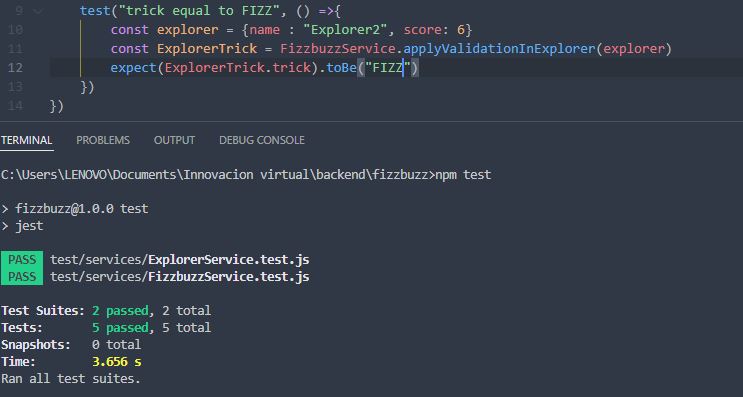 9 test("trick equal to FIZZ", () =>{
10 const explorer = {name : "Explorer2", score: 6}
11 const ExplorerTrick = FizzbuzzService.applyValidationInExplorer(explorer)
12 expect(ExplorerTrick.trick).toBe("FIZZ")
13 })
14 })
TERMINAL PROBLEMS OUTPUT DEBUG CONSOLE
C:\Users\LENOVO\Documents\Innovacion virtual\backend\fizzbuzz>npm test
> fizzbuzz@1.0.0 test
> jest
PASS test/services/ExplorerService.test.js
PASS test/services/FizzbuzzService.test.js
Test Suites: 2 passed, 2 total
Tests: 5 passed, 5 total
Snapshots: 0 total
Time: 3.656 s
Ran all test suites.